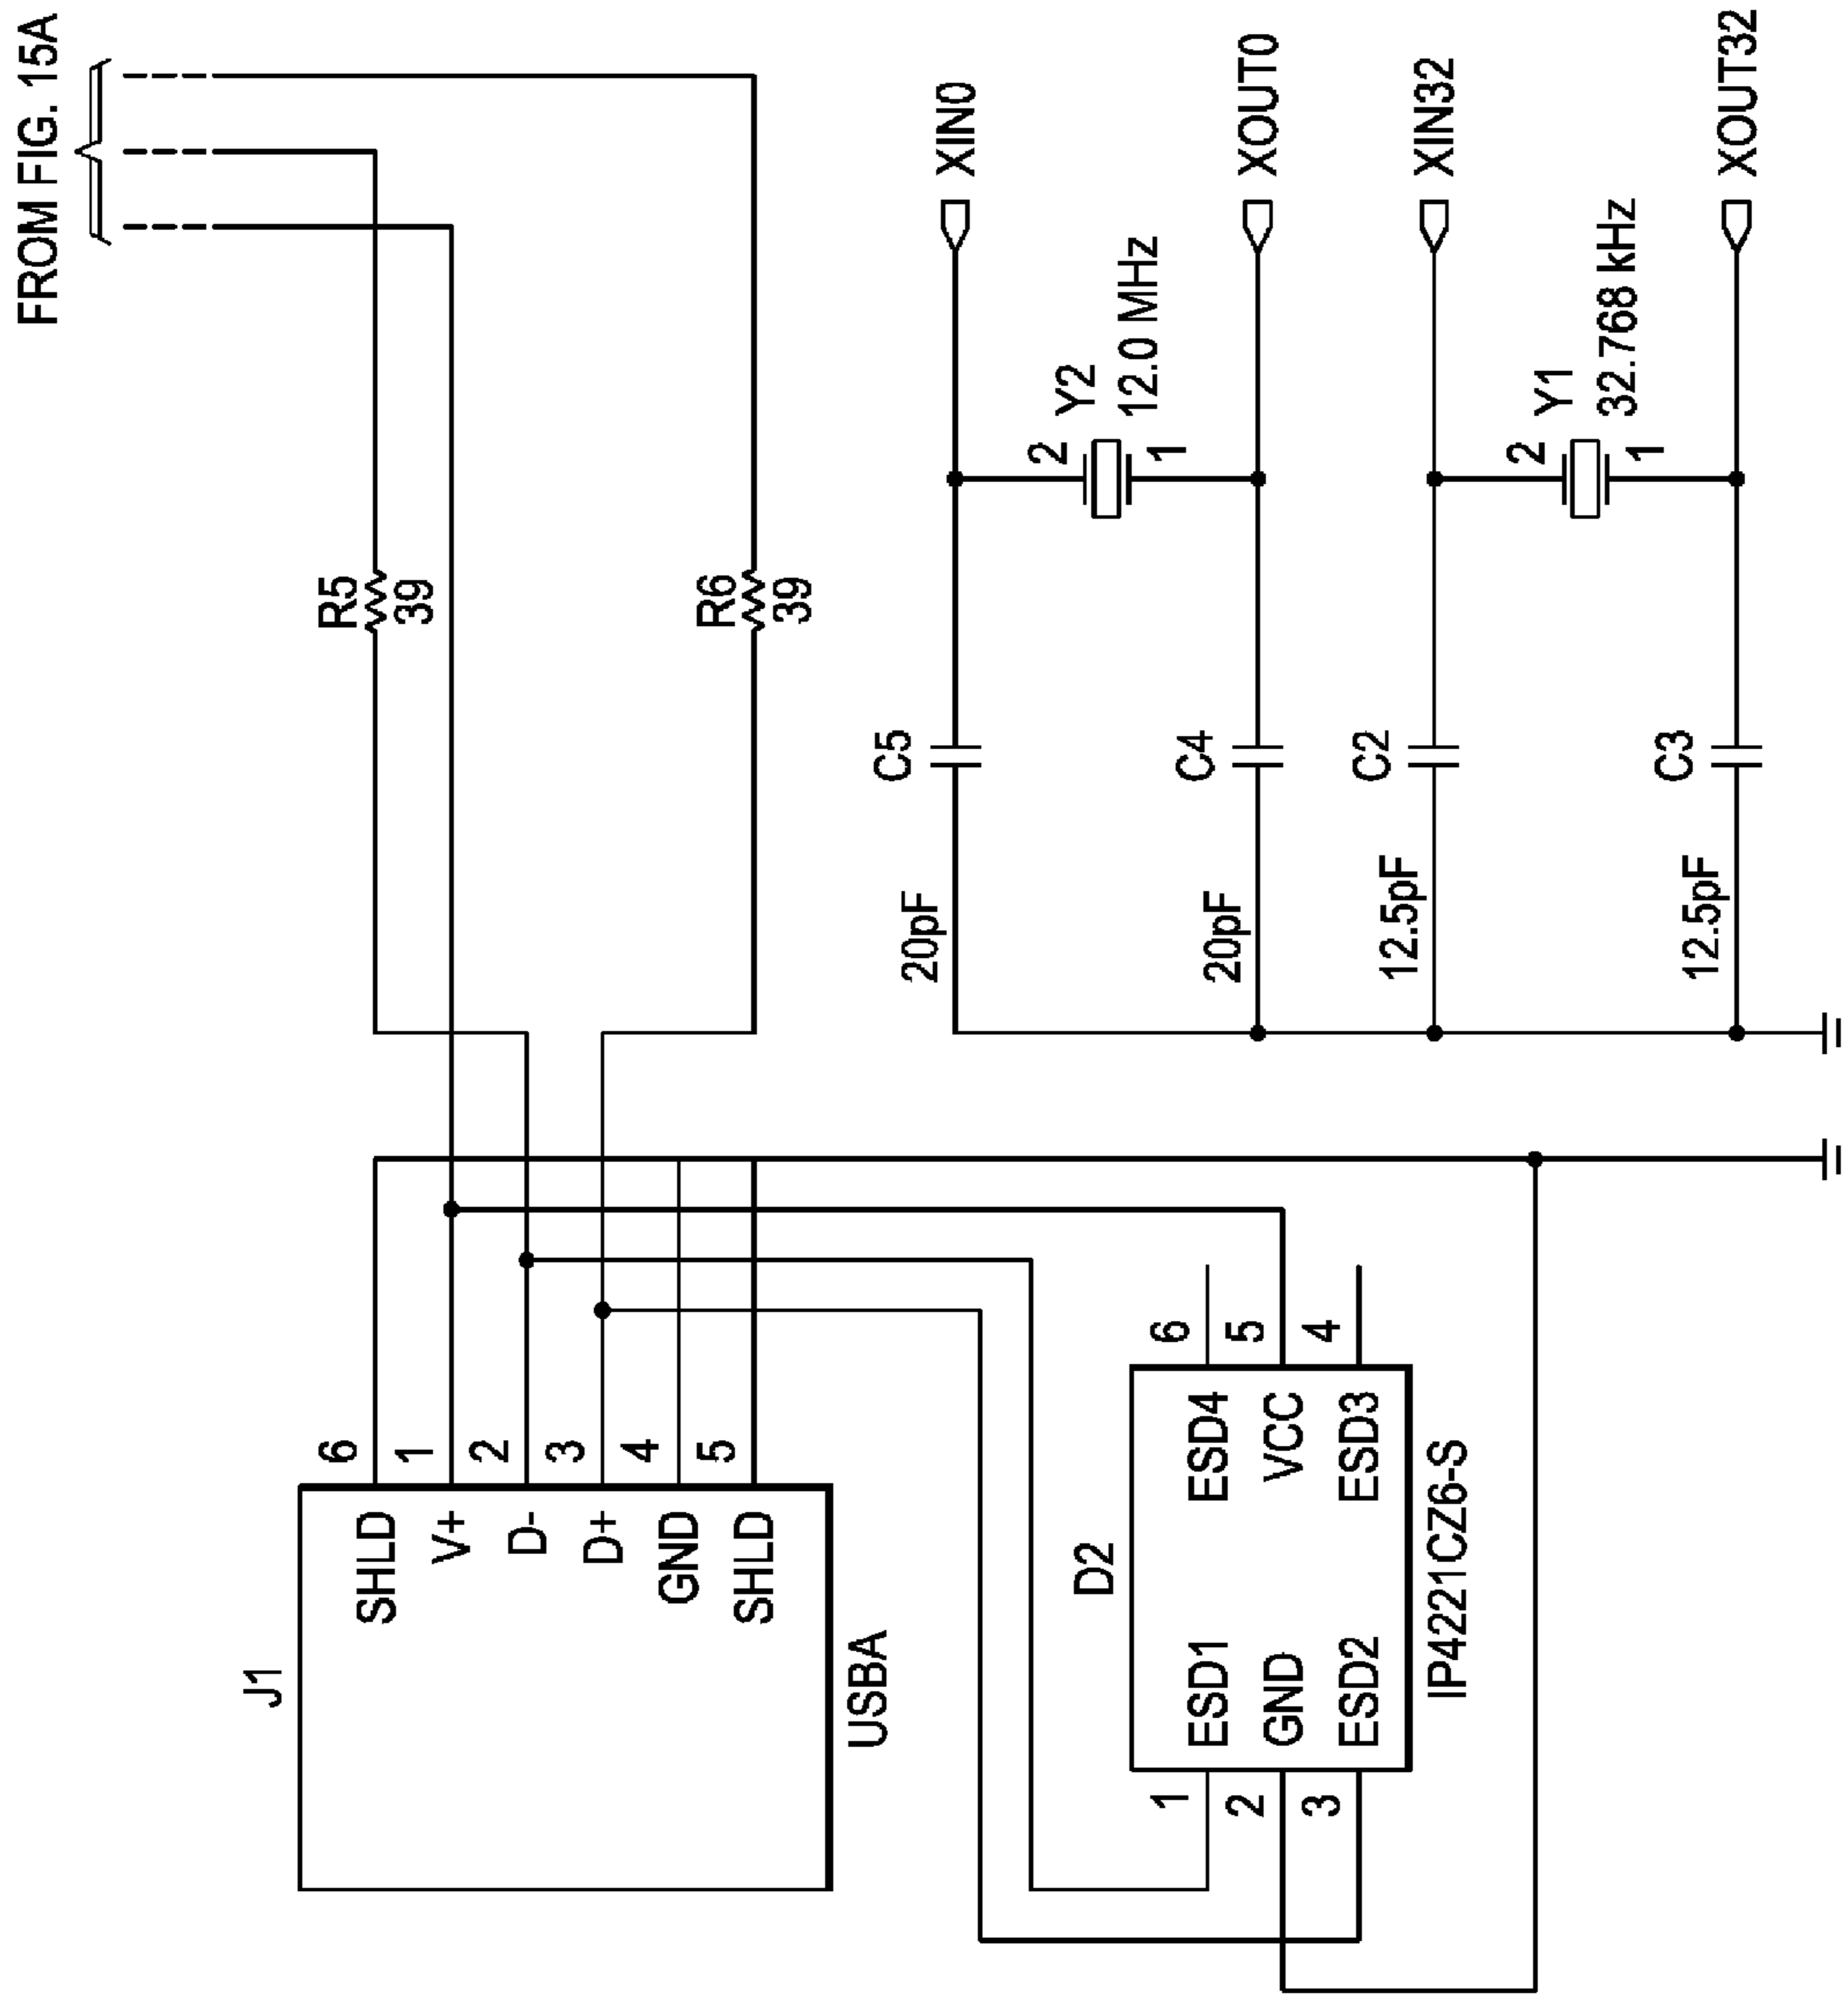 FROM FIG. 15A
J1
6
SHLD
1
V+
2
D-
3
D+
4
GND
5
SHLD
USBA
R5
39
R6
39
D2
1
ESD1
ESD4
6
2
GND
VCC
5
3
ESD2
ESD3
4
IP4221CZ6-S
C5
20pF
XIN0
2
Y2
12.0 MHz
1
C4
20pF
XOUT0
C2
12.5pF
XIN32
2
Y1
32.768 kHz
1
C3
12.5pF
XOUT32